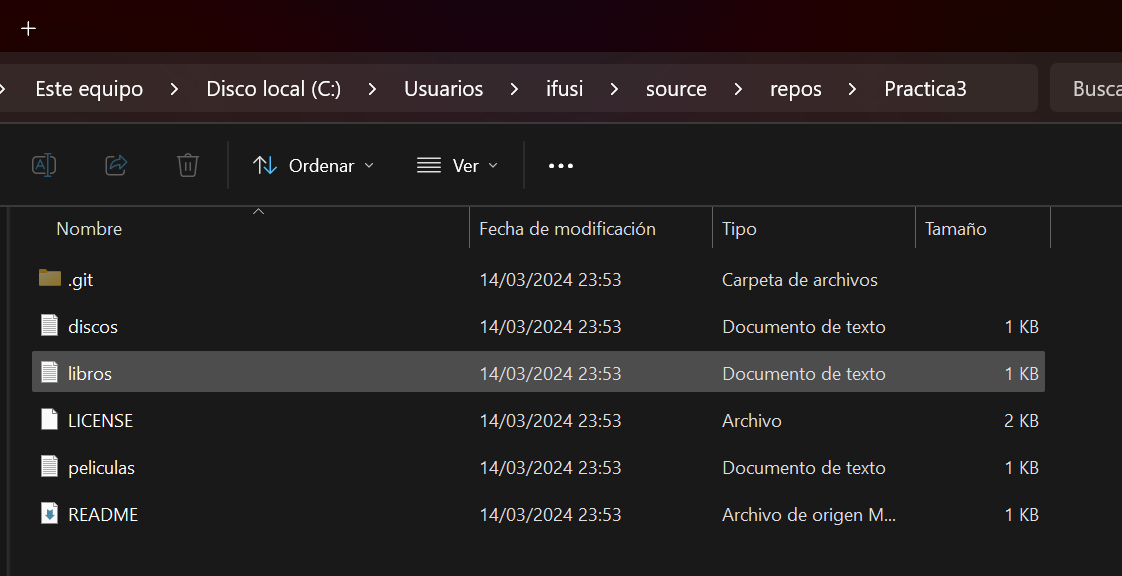 Este equipo > Disco local (C:) > Usuarios > ifusi > source > repos > Practica3 Busca
Ordenar Ver ...
Nombre Fecha de modificación Tipo Tamaño
.git 14/03/2024 23:53 Carpeta de archivos
discos 14/03/2024 23:53 Documento de texto 1 KB
libros 14/03/2024 23:53 Documento de texto 1 KB
LICENSE 14/03/2024 23:53 Archivo 2 KB
peliculas 14/03/2024 23:53 Documento de texto 1 KB
README 14/03/2024 23:53 Archivo de origen M... 1 KB